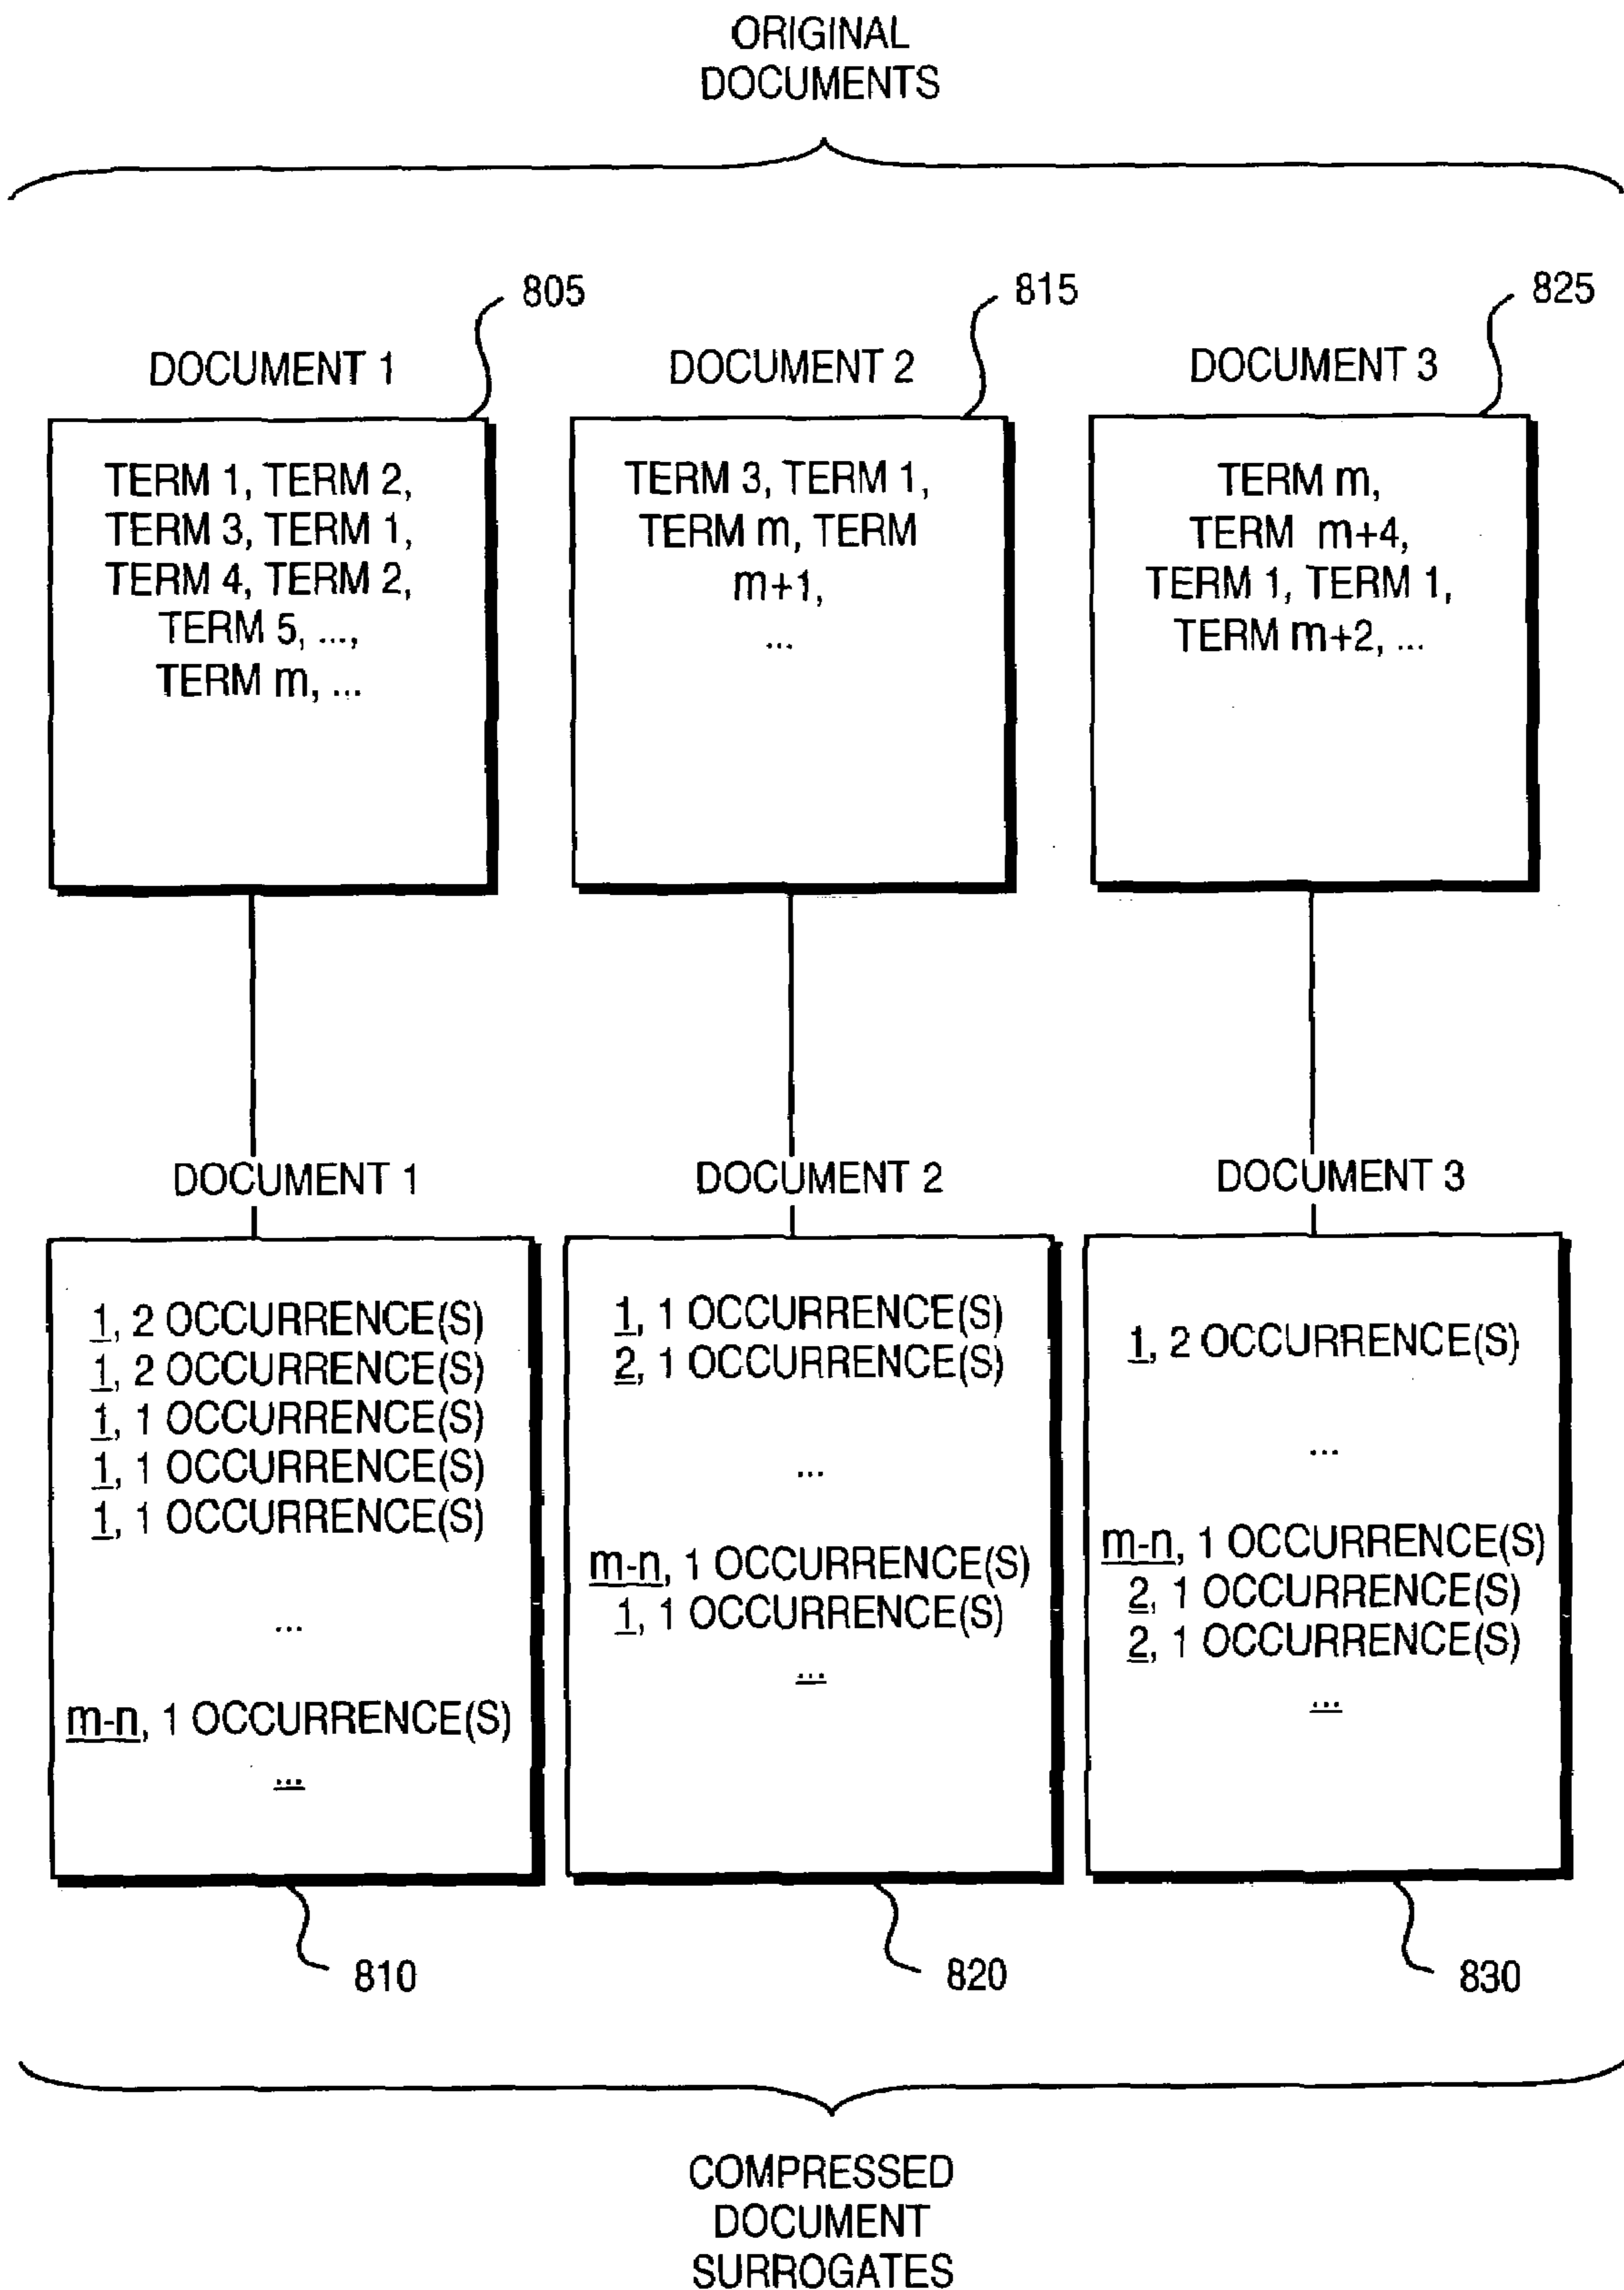 ORIGINAL
DOCUMENTS
805
815
825
DOCUMENT 1
DOCUMENT 2
DOCUMENT 3
TERM 1, TERM 2,
TERM 3, TERM 1,
TERM 4, TERM 2,
TERM 5, ...,
TERM m, ...
TERM 3, TERM 1,
TERM m, TERM
m+1,
...
TERM m,
TERM m+4,
TERM 1, TERM 1,
TERM m+2, ...
DOCUMENT 1
DOCUMENT 2
DOCUMENT 3
1, 2 OCCURRENCE(S)
1, 2 OCCURRENCE(S)
1, 1 OCCURRENCE(S)
1, 1 OCCURRENCE(S)
1, 1 OCCURRENCE(S)
...
m-n, 1 OCCURRENCE(S)
...
1, 1 OCCURRENCE(S)
2, 1 OCCURRENCE(S)
...
m-n, 1 OCCURRENCE(S)
1, 1 OCCURRENCE(S)
...
1, 2 OCCURRENCE(S)
...
m-n, 1 OCCURRENCE(S)
2, 1 OCCURRENCE(S)
2, 1 OCCURRENCE(S)
...
810
820
830
COMPRESSED
DOCUMENT
SURROGATES